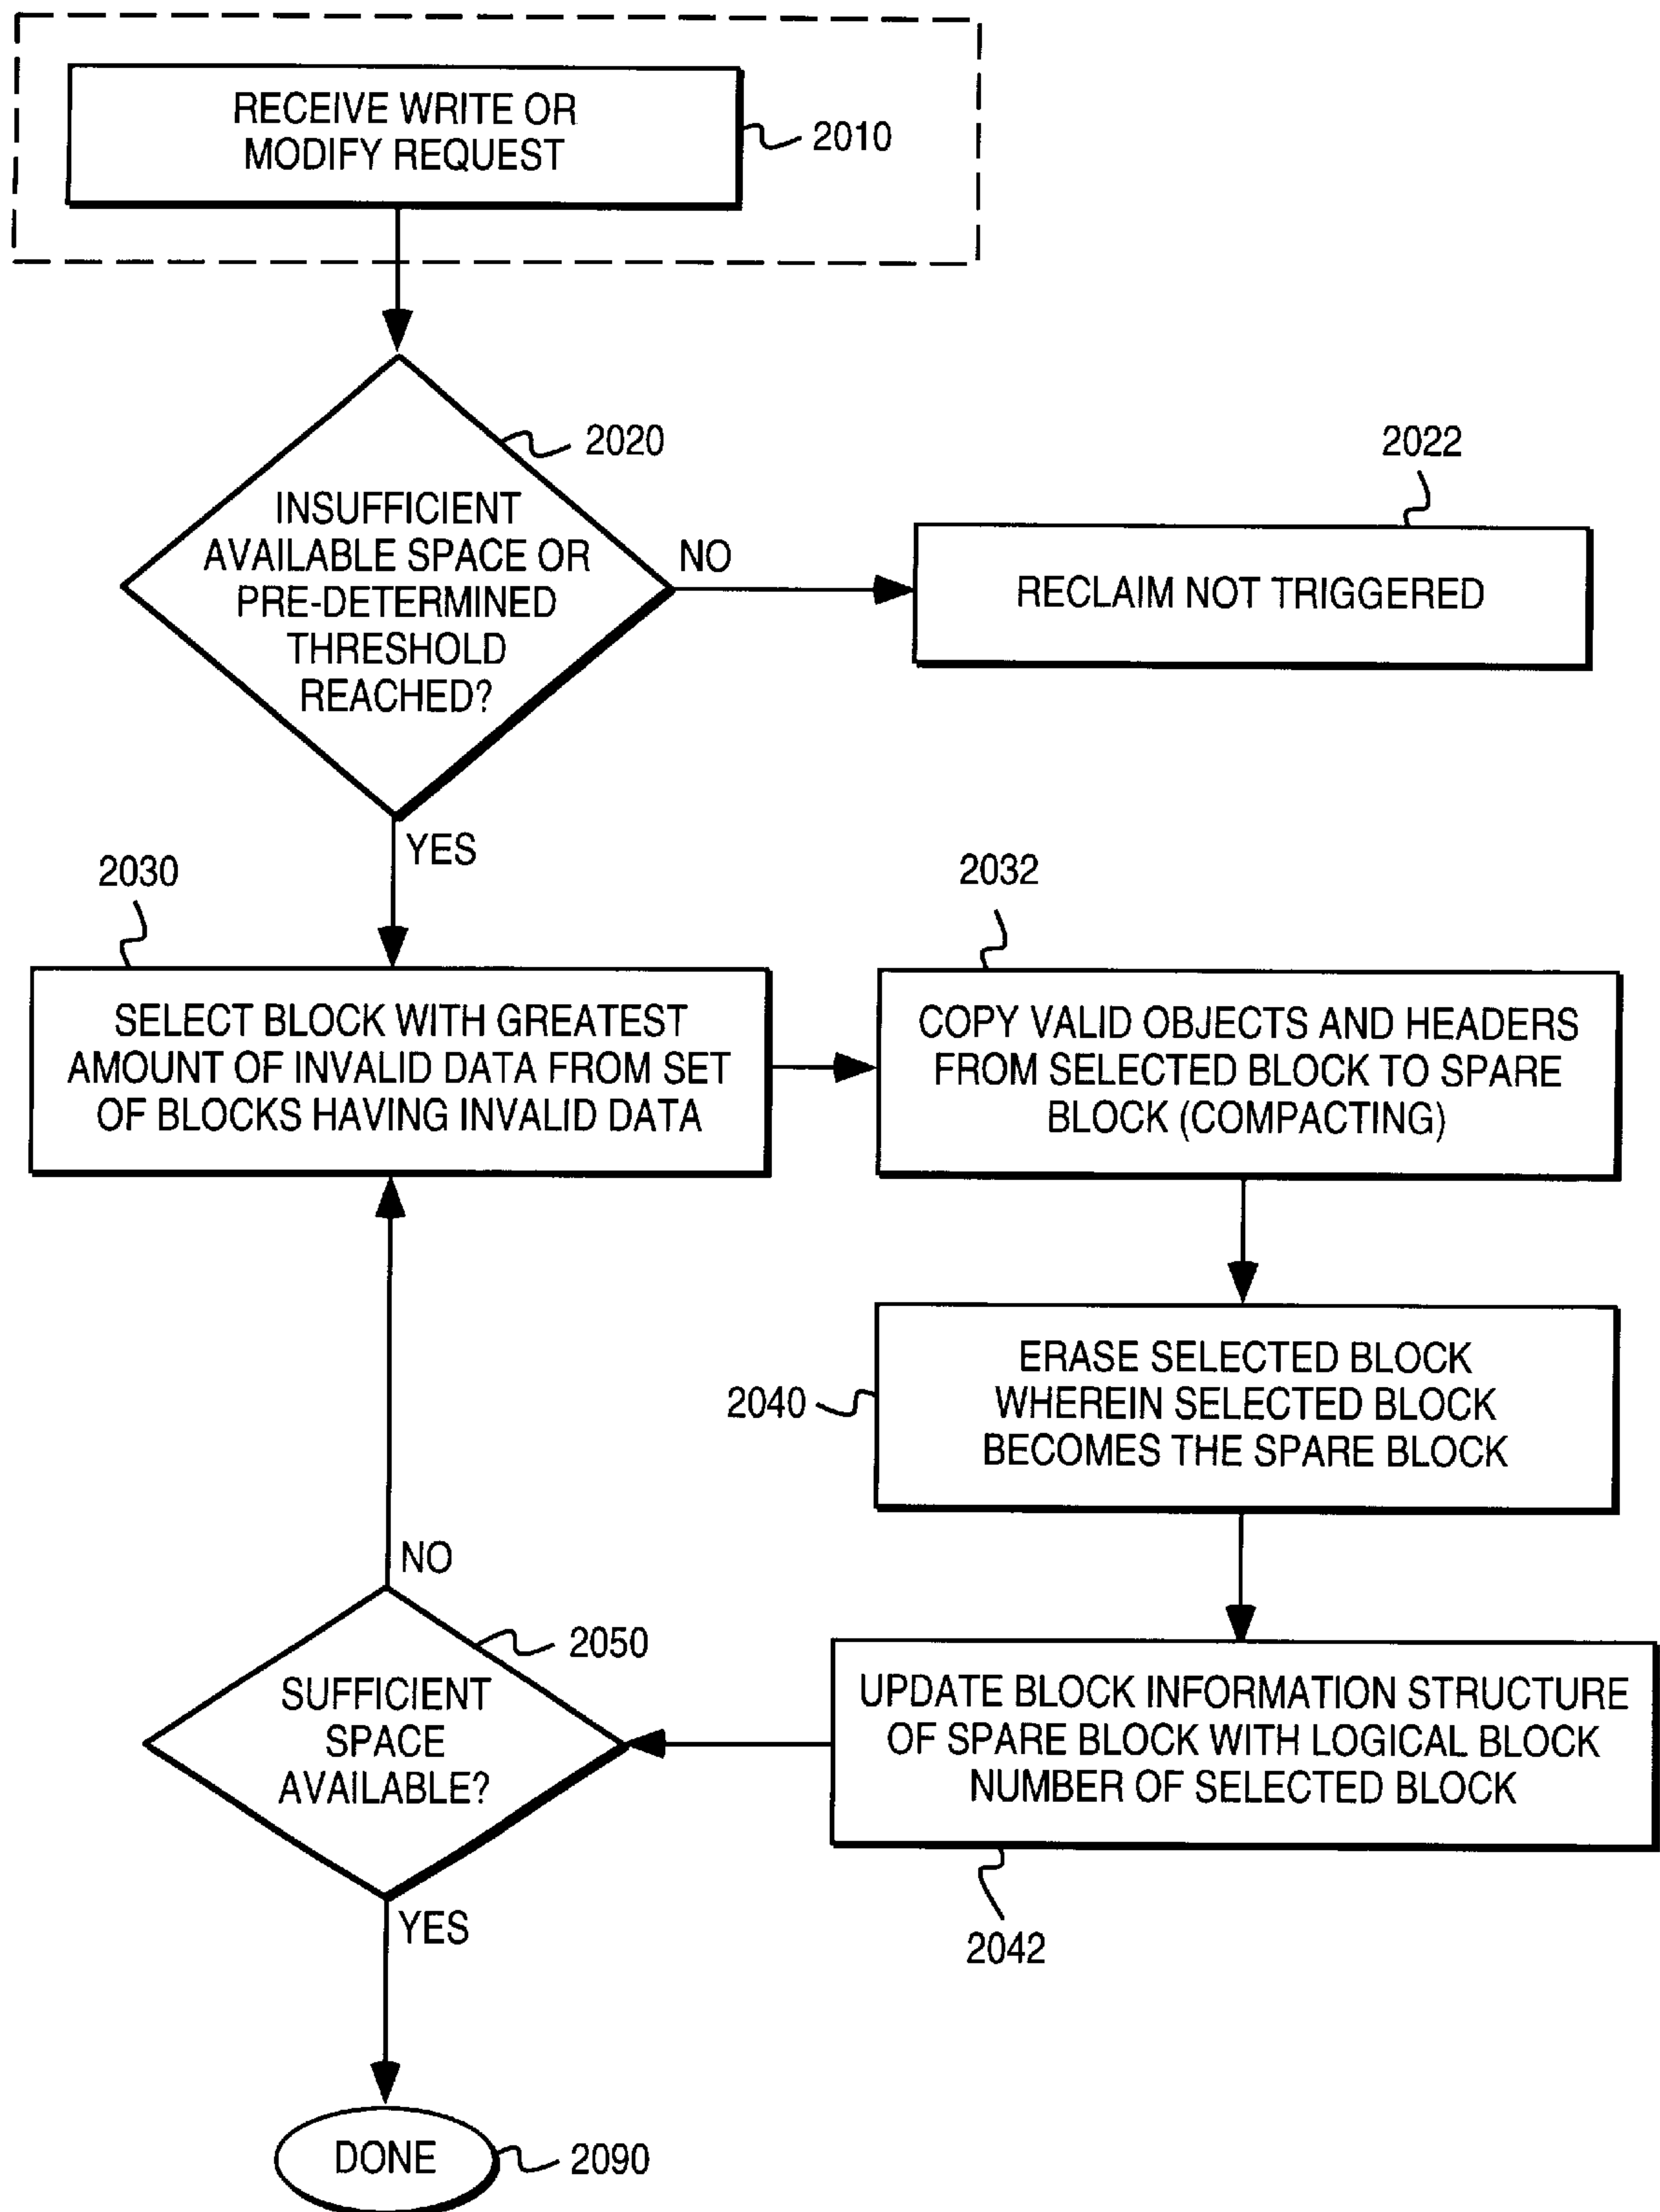 RECEIVE WRITE OR
MODIFY REQUEST
2010
2020
INSUFFICIENT
AVAILABLE SPACE OR
PRE-DETERMINED
THRESHOLD
REACHED?
NO
2022
RECLAIM NOT TRIGGERED
YES
2030
SELECT BLOCK WITH GREATEST
AMOUNT OF INVALID DATA FROM SET
OF BLOCKS HAVING INVALID DATA
2032
COPY VALID OBJECTS AND HEADERS
FROM SELECTED BLOCK TO SPARE
BLOCK (COMPACTING)
2040
ERASE SELECTED BLOCK
WHEREIN SELECTED BLOCK
BECOMES THE SPARE BLOCK
UPDATE BLOCK INFORMATION STRUCTURE
OF SPARE BLOCK WITH LOGICAL BLOCK
NUMBER OF SELECTED BLOCK
2042
NO
2050
SUFFICIENT
SPACE
AVAILABLE?
YES
DONE
2090